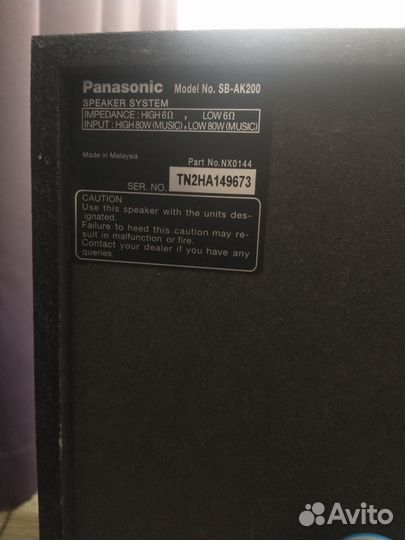 Panasonic Model No. SB-AK200
SPEAKER SYSTEM
IMPEDANCE : HIGH 6Ω , LOW 6Ω
INPUT : HIGH 80W (MUSIC), LOW 80W (MUSIC)
Made in Malaysia Part No. NX0144
SER. NO. TN2HA149673
CAUTION
Use this speaker with the units des-
ignated.
Failure to heed this caution may re-
sult in malfunction or fire.
Contact your dealer if you have any
queries.
Avito